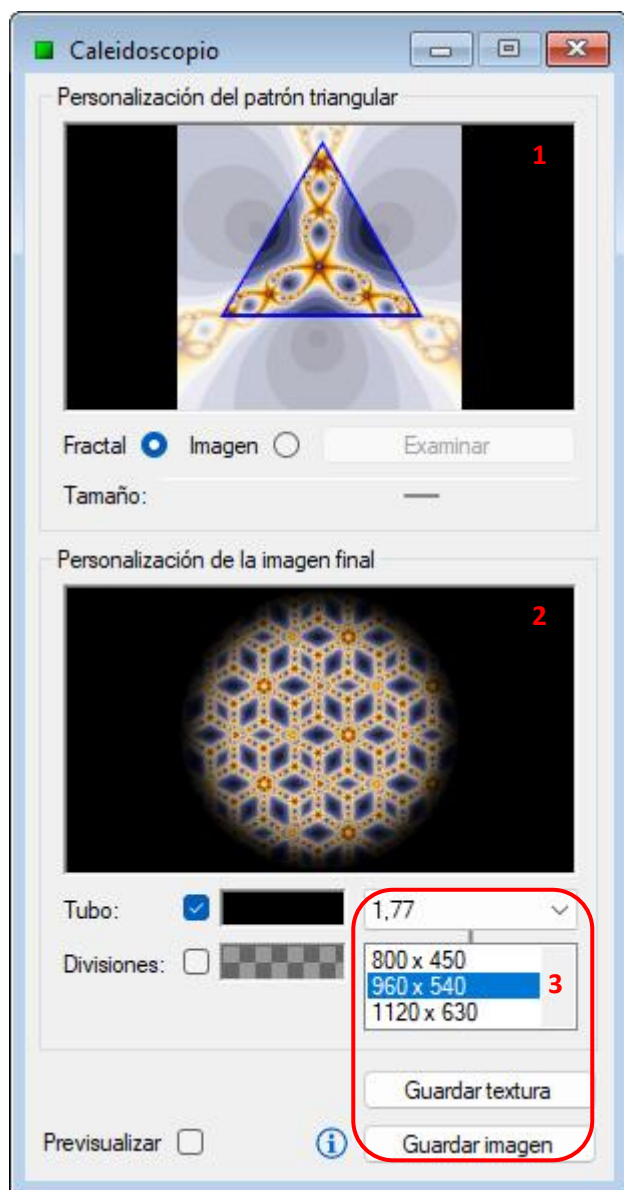 Caleidoscopio
Personalización del patrón triangular
1
Fractal Imagen Examinar
Tamaño:
Personalización de la imagen final
2
Tubo: 1,77
Divisiones: 800 x 450
960 x 540 3
1120 x 630
Guardar textura
Previsualizar Guardar imagen